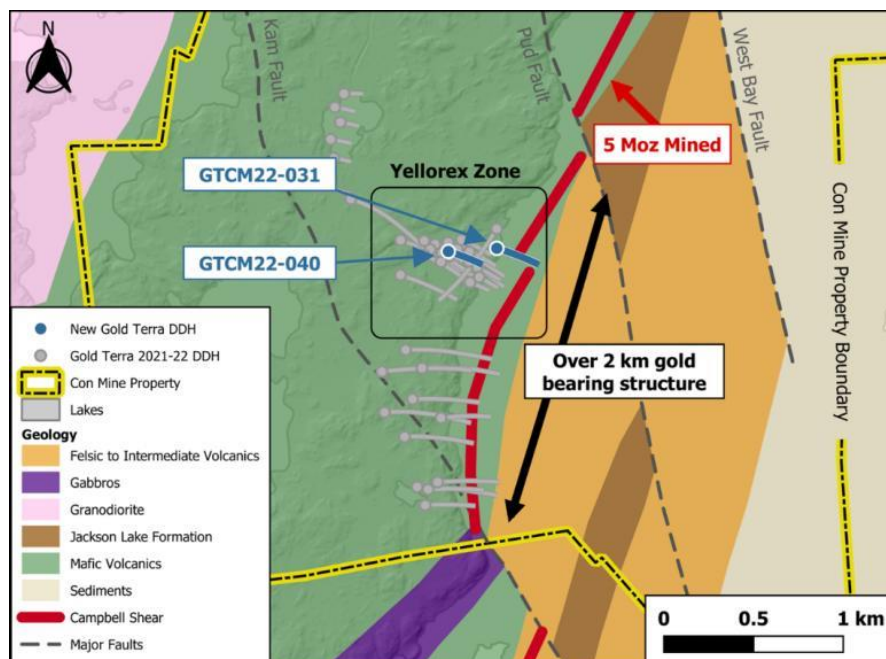 N
Kam Fault
Pud Fault
West Bay Fault
5 Moz Mined
GTCM22-031
Yellorex Zone
GTCM22-040
Con Mine Property Boundary
Over 2 km gold
bearing structure
New Gold Terra DDH
Gold Terra 2021-22 DDH
Con Mine Property
Lakes
Geology
Felsic to Intermediate Volcanics
Gabbros
Granodiorite
Jackson Lake Formation
Mafic Volcanics
Sediments
Campbell Shear
Major Faults
0 0.5 1 km